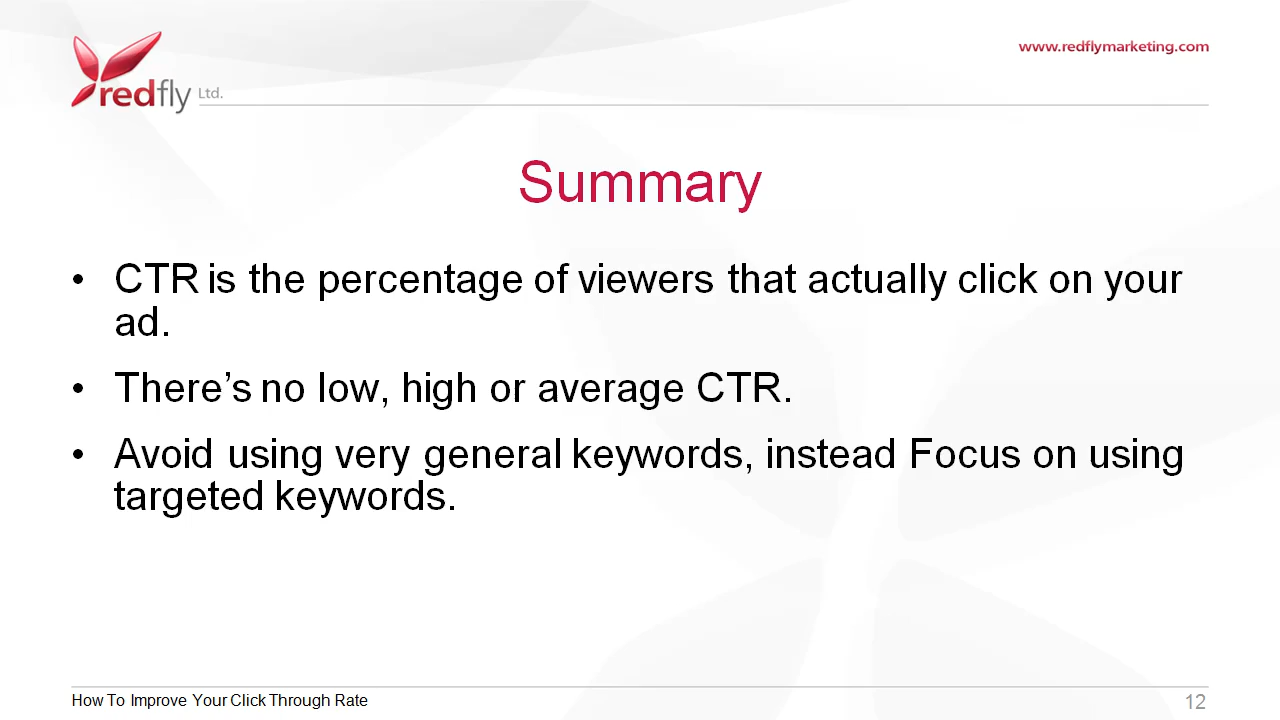 redfly Ltd.
www.redflymarketing.com
Summary
• CTR is the percentage of viewers that actually click on your
ad.
• There’s no low, high or average CTR.
• Avoid using very general keywords, instead Focus on using
targeted keywords.
How To Improve Your Click Through Rate
12